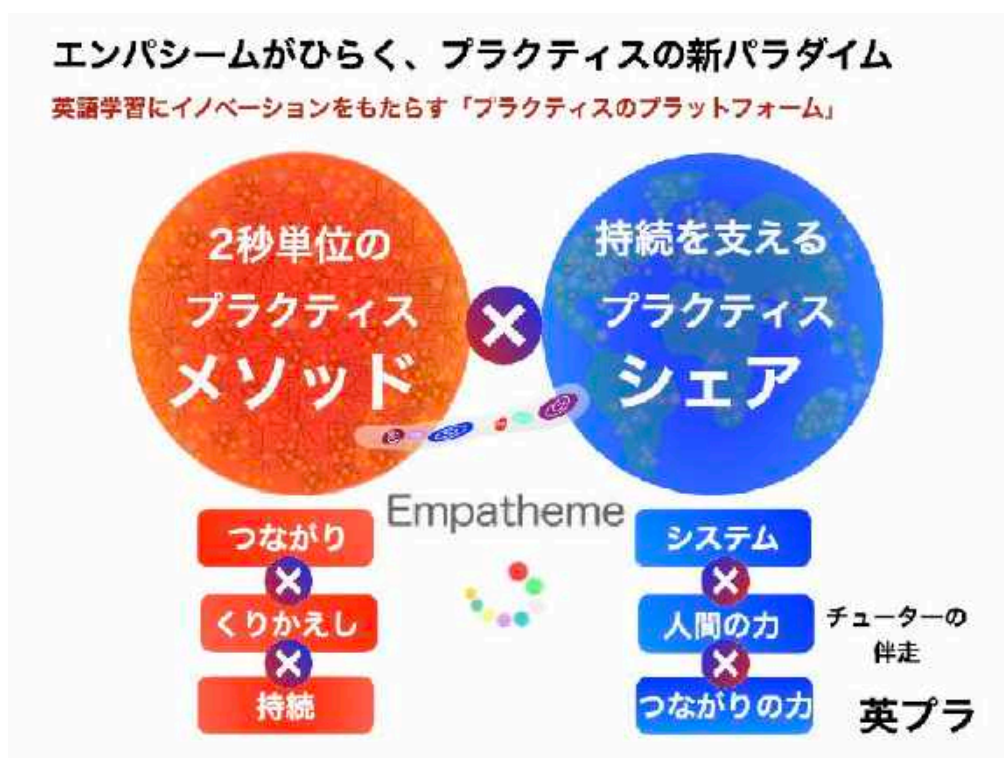 エンパシームがひらく、プラクティスの新パラダイム
英語学習にイノベーションをもたらす「プラクティスのプラットフォーム」
2秒単位の
プラクティス
メソッド
持続を支える
プラクティス
シェア
Empatheme
つながり
くりかえし
持続
システム
人間の力
つながりの力
チューターの
伴走
英プラ